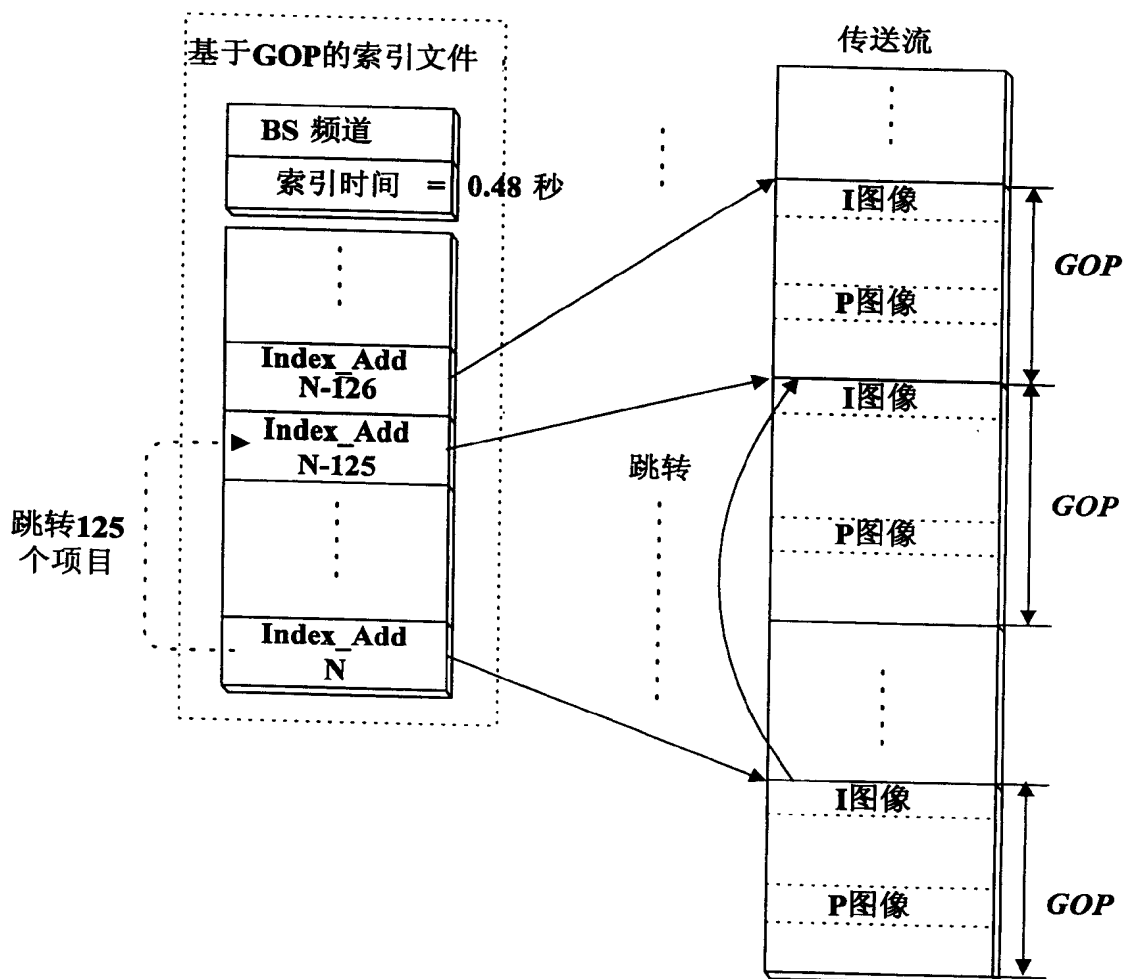 基于GOP的索引文件
BS 频道
索引时间 = 0.48 秒
Index_Add
N-126
Index_Add
N-125
Index_Add
N
跳转125
个项目
跳转
传送流
I图像
P图像
GOP
I图像
P图像
GOP
I图像
P图像
GOP